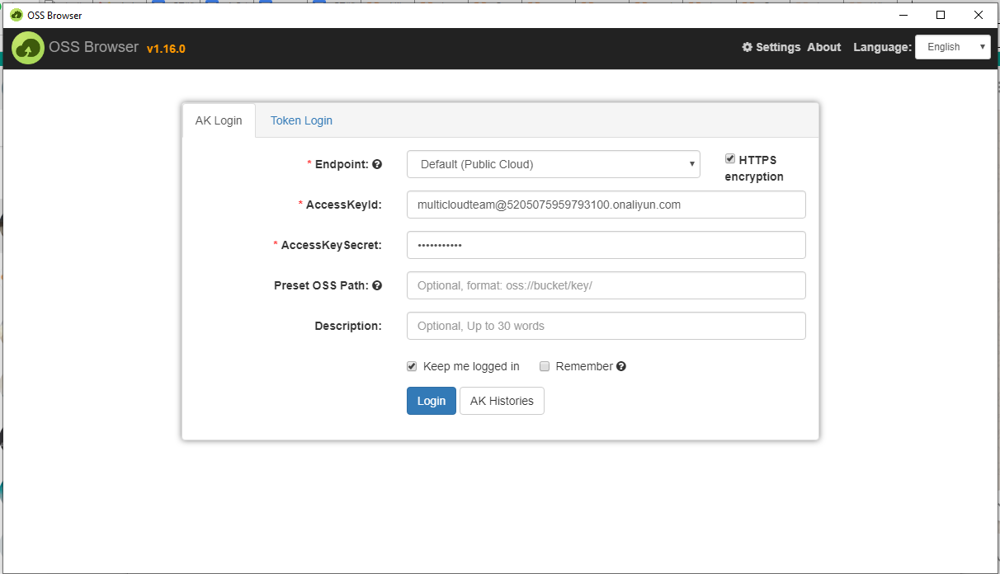 OSS Browser
OSS Browser v1.16.0 Settings About Language: English
AK Login Token Login
* Endpoint: Default (Public Cloud) HTTPS encryption
* AccessKeyId: multicloudteam@5205075959793100.onaliyun.com
* AccessKeySecret: •••••••••••
Preset OSS Path: Optional, format: oss://bucket/key/
Description: Optional, Up to 30 words
Keep me logged in Remember
Login AK Histories